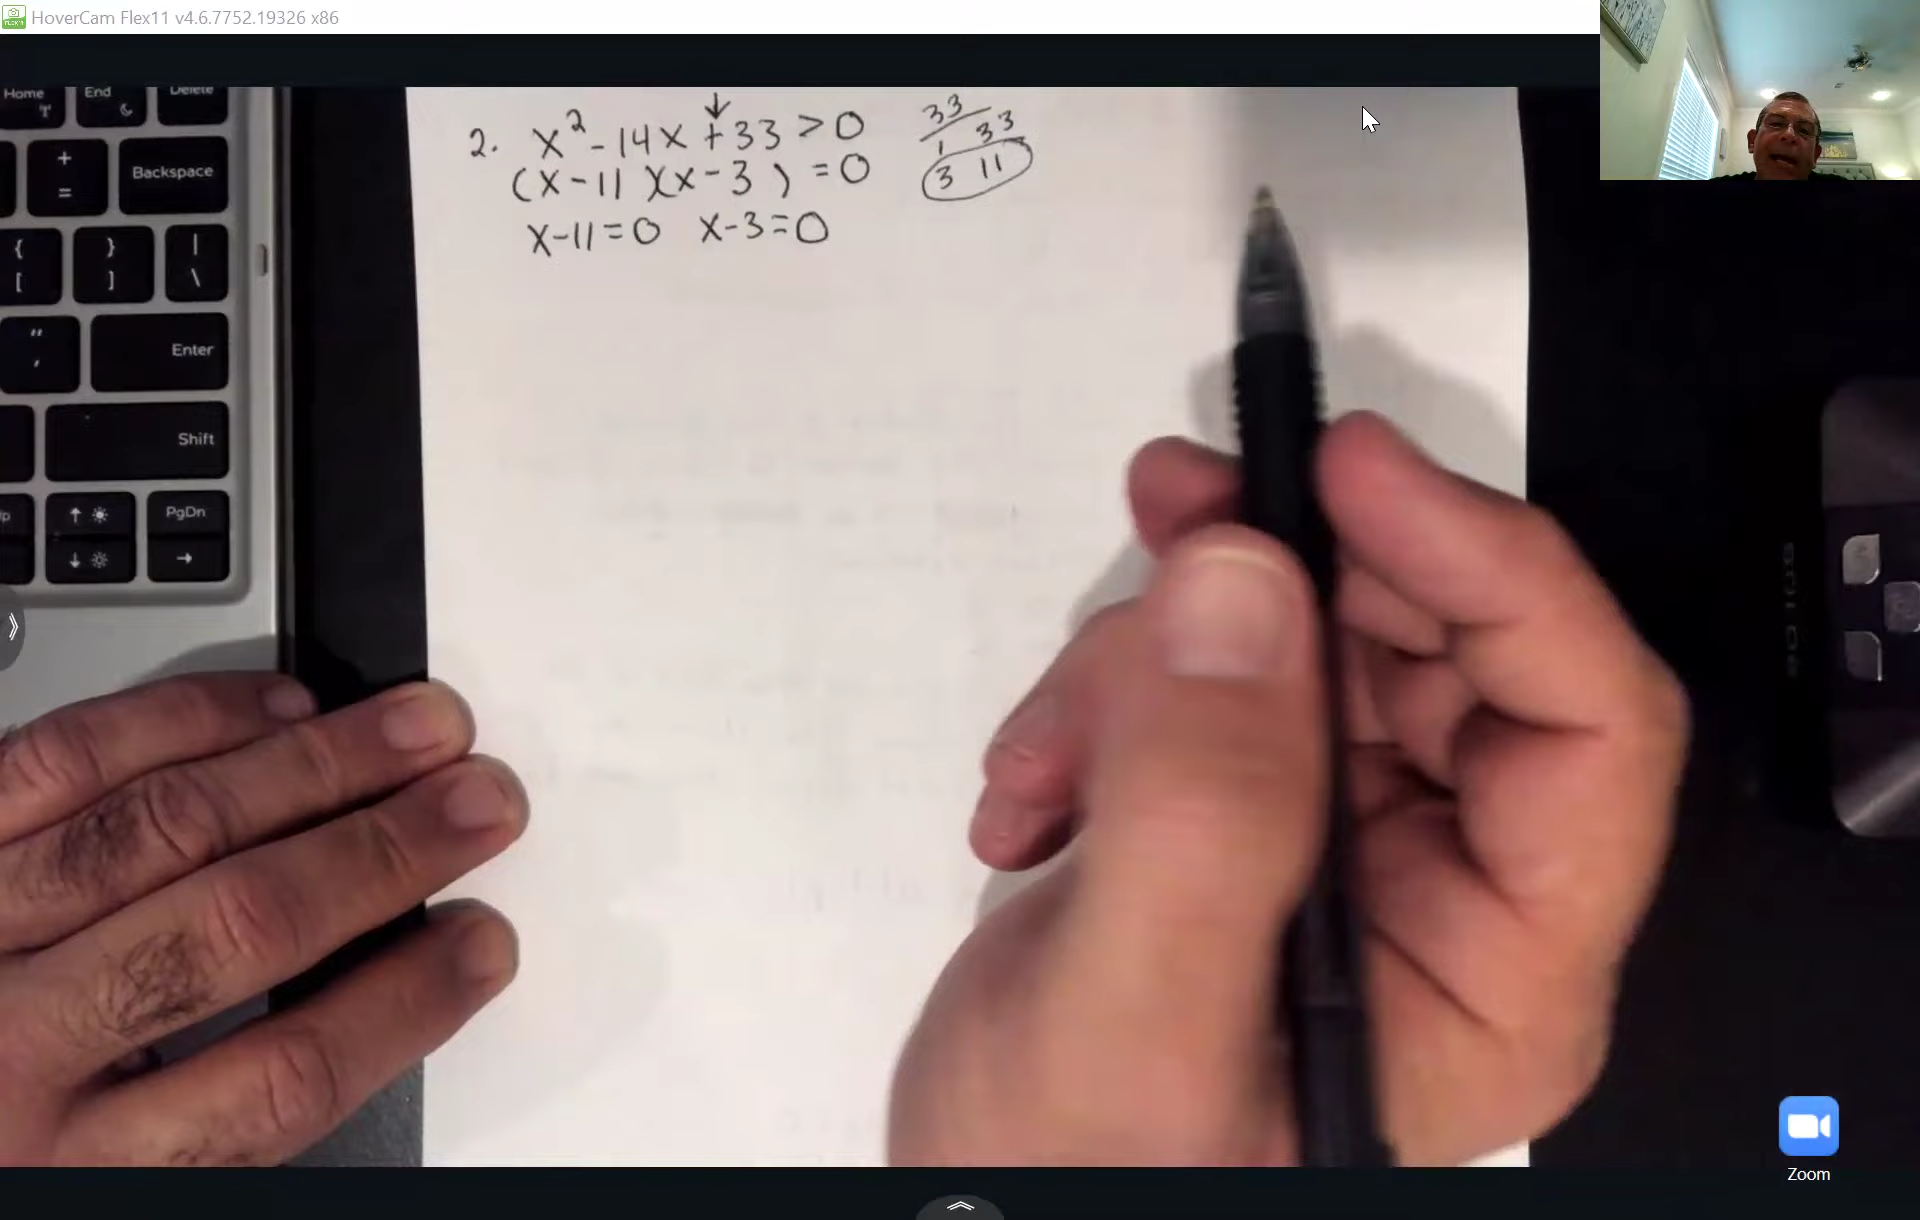 HoverCam Flex11 v4.6.7752.19326 x86
Home
End
Delete
+
=
Backspace
{
[
}
]
|
\
"
,
Enter
Shift
PgDn
2. x² - 14x + 33 > 0
(x - 11)(x - 3) = 0
x - 11 = 0 x - 3 = 0
33
1 33
3 11
Zoom